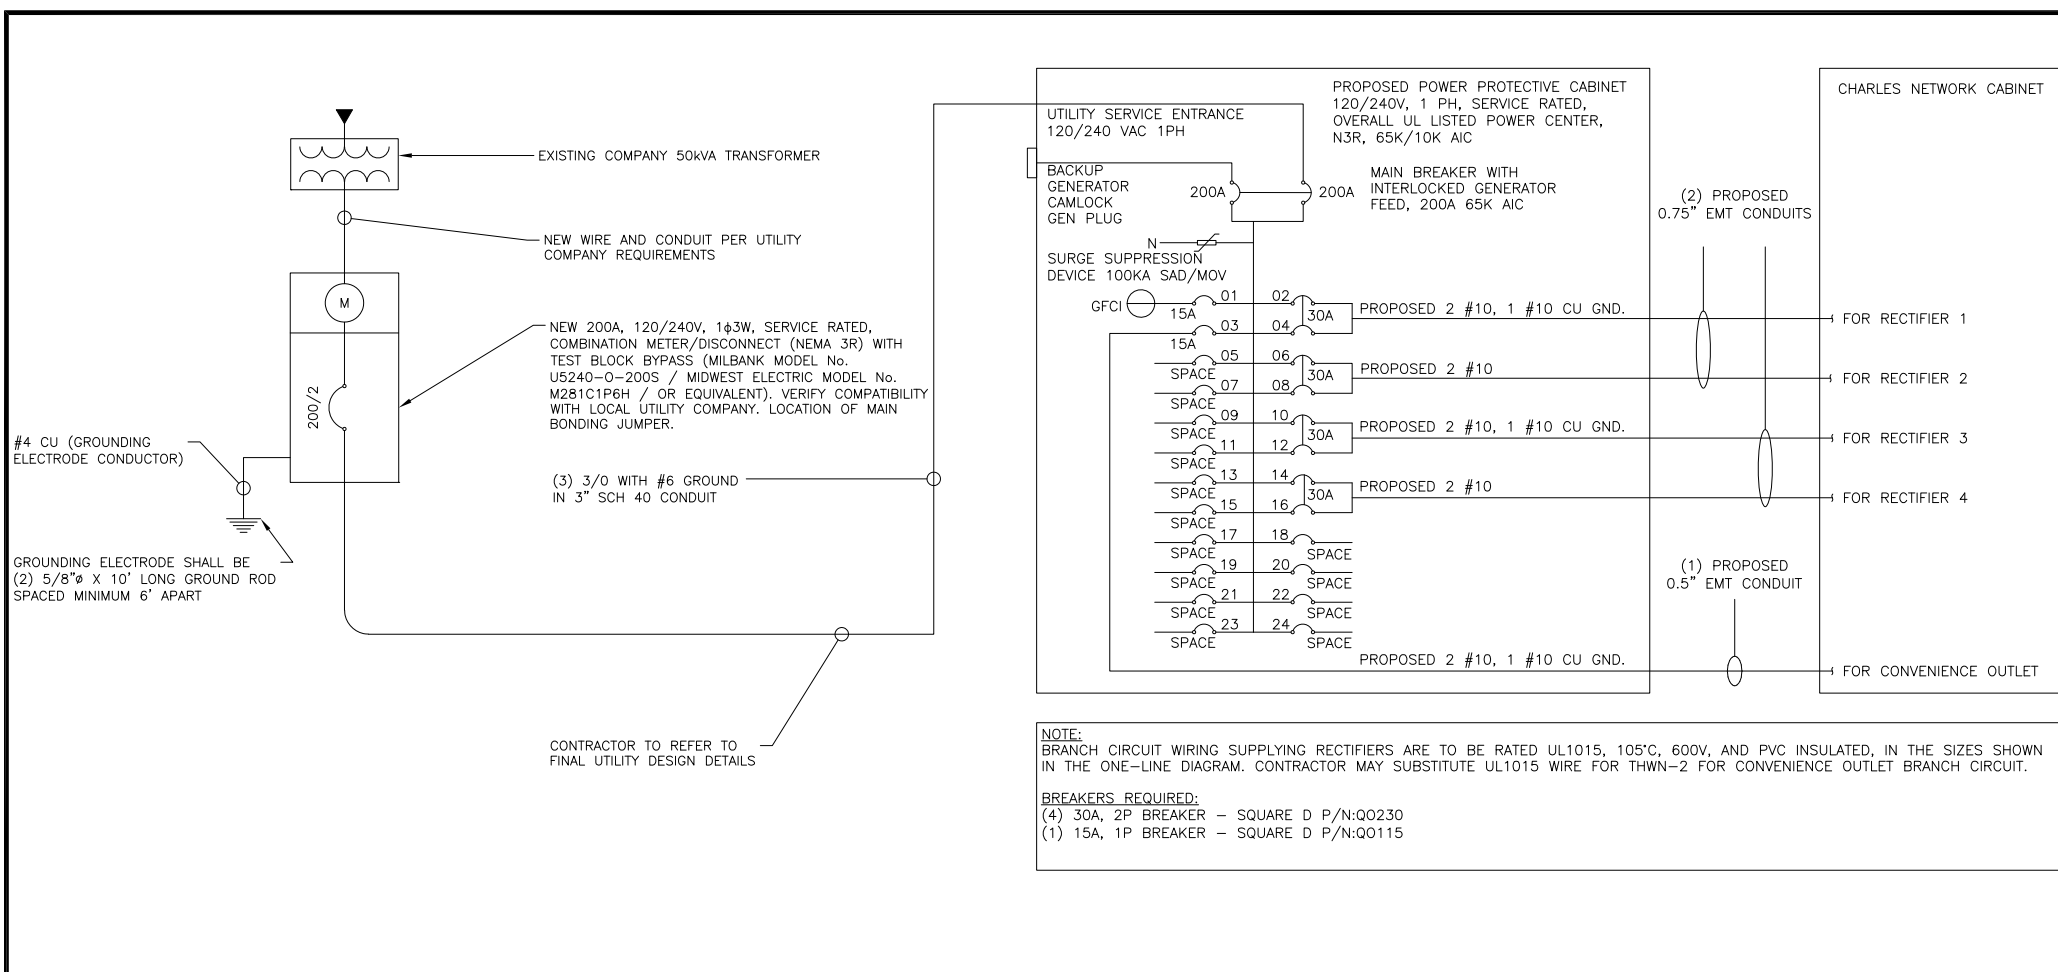 EXISTING COMPANY 50kVA TRANSFORMER
NEW WIRE AND CONDUIT PER UTILITY
COMPANY REQUIREMENTS
M
200/2
NEW 200A, 120/240V, 1ϕ3W, SERVICE RATED,
COMBINATION METER/DISCONNECT (NEMA 3R) WITH
TEST BLOCK BYPASS (MILBANK MODEL No.
U5240-O-200S / MIDWEST ELECTRIC MODEL No.
M281C1P6H / OR EQUIVALENT). VERIFY COMPATIBILITY
WITH LOCAL UTILITY COMPANY. LOCATION OF MAIN
BONDING JUMPER.
#4 CU (GROUNDING
ELECTRODE CONDUCTOR)
GROUNDING ELECTRODE SHALL BE
(2) 5/8"ø X 10' LONG GROUND ROD
SPACED MINIMUM 6' APART
(3) 3/0 WITH #6 GROUND
IN 3" SCH 40 CONDUIT
CONTRACTOR TO REFER TO
FINAL UTILITY DESIGN DETAILS
UTILITY SERVICE ENTRANCE
120/240 VAC 1PH
PROPOSED POWER PROTECTIVE CABINET
120/240V, 1 PH, SERVICE RATED,
OVERALL UL LISTED POWER CENTER,
N3R, 65K/10K AIC
BACKUP
GENERATOR
CAMLOCK
GEN PLUG
200A
200A
MAIN BREAKER WITH
INTERLOCKED GENERATOR
FEED, 200A 65K AIC
N
SURGE SUPPRESSION
DEVICE 100KA SAD/MOV
GFCI
01 02
15A 30A
PROPOSED 2 #10, 1 #10 CU GND.
03 04
15A
05 06
SPACE 30A
PROPOSED 2 #10
07 08
SPACE
09 10
SPACE 30A
PROPOSED 2 #10, 1 #10 CU GND.
11 12
SPACE
13 14
SPACE 30A
PROPOSED 2 #10
15 16
SPACE
17 18
SPACE SPACE
19 20
SPACE SPACE
21 22
SPACE SPACE
23 24
SPACE SPACE
PROPOSED 2 #10, 1 #10 CU GND.
(2) PROPOSED
0.75" EMT CONDUITS
(1) PROPOSED
0.5" EMT CONDUIT
CHARLES NETWORK CABINET
FOR RECTIFIER 1
FOR RECTIFIER 2
FOR RECTIFIER 3
FOR RECTIFIER 4
FOR CONVENIENCE OUTLET
NOTE:
BRANCH CIRCUIT WIRING SUPPLYING RECTIFIERS ARE TO BE RATED UL1015, 105°C, 600V, AND PVC INSULATED, IN THE SIZES SHOWN
IN THE ONE-LINE DIAGRAM. CONTRACTOR MAY SUBSTITUTE UL1015 WIRE FOR THWN-2 FOR CONVENIENCE OUTLET BRANCH CIRCUIT.
BREAKERS REQUIRED:
(4) 30A, 2P BREAKER - SQUARE D P/N:QO230
(1) 15A, 1P BREAKER - SQUARE D P/N:QO115